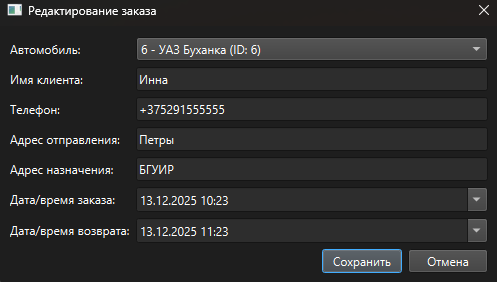 Редактирование заказа
Автомобиль: 6 - УАЗ Буханка (ID: 6)
Имя клиента: Инна
Телефон: +375291555555
Адрес отправления: Петры
Адрес назначения: БГУИР
Дата/время заказа: 13.12.2025 10:23
Дата/время возврата: 13.12.2025 11:23
Сохранить Отмена